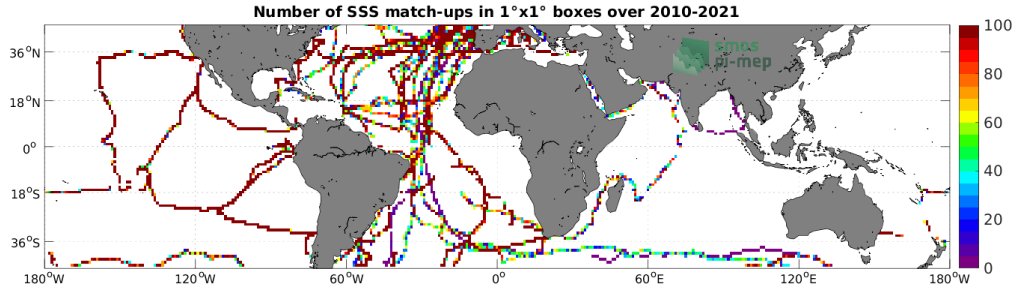 Number of SSS match-ups in 1°x1° boxes over 2010-2021
smos
pi-mep
36°N
18°N
0°
18°S
36°S
180°W
120°W
60°W
0°
60°E
120°E
180°W
100
80
60
40
20
0